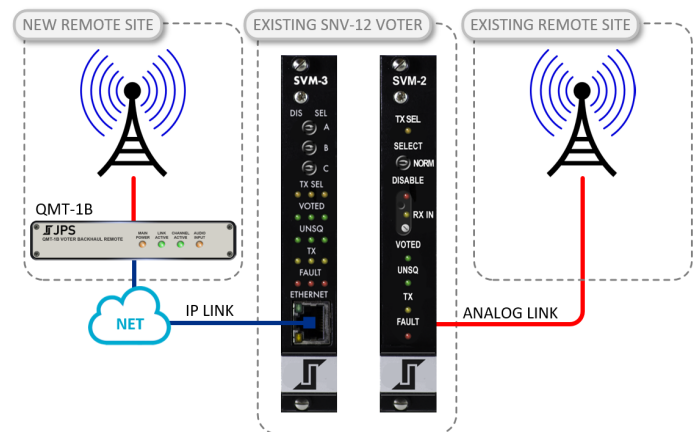 NEW REMOTE SITE
EXISTING SNV-12 VOTER
EXISTING REMOTE SITE
QMT-1B
JPS
QMT-1B VOTER BACKHAUL REMOTE
MAIN POWER
LINK ACTIVE
CHANNEL ACTIVE
AUDIO INPUT
NET
IP LINK
SVM-3
DIS SEL
A
B
C
TX SEL
VOTED
UNSQ
TX
FAULT
ETHERNET
SVM-2
TX SEL
SELECT
NORM
DISABLE
RX IN
VOTED
UNSQ
TX
FAULT
ANALOG LINK